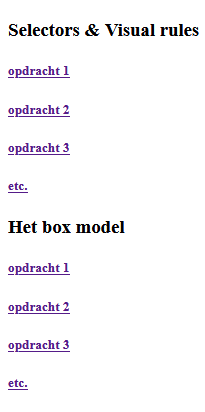 Selectors & Visual rules
opdracht 1
opdracht 2
opdracht 3
etc.
Het box model
opdracht 1
opdracht 2
opdracht 3
etc.